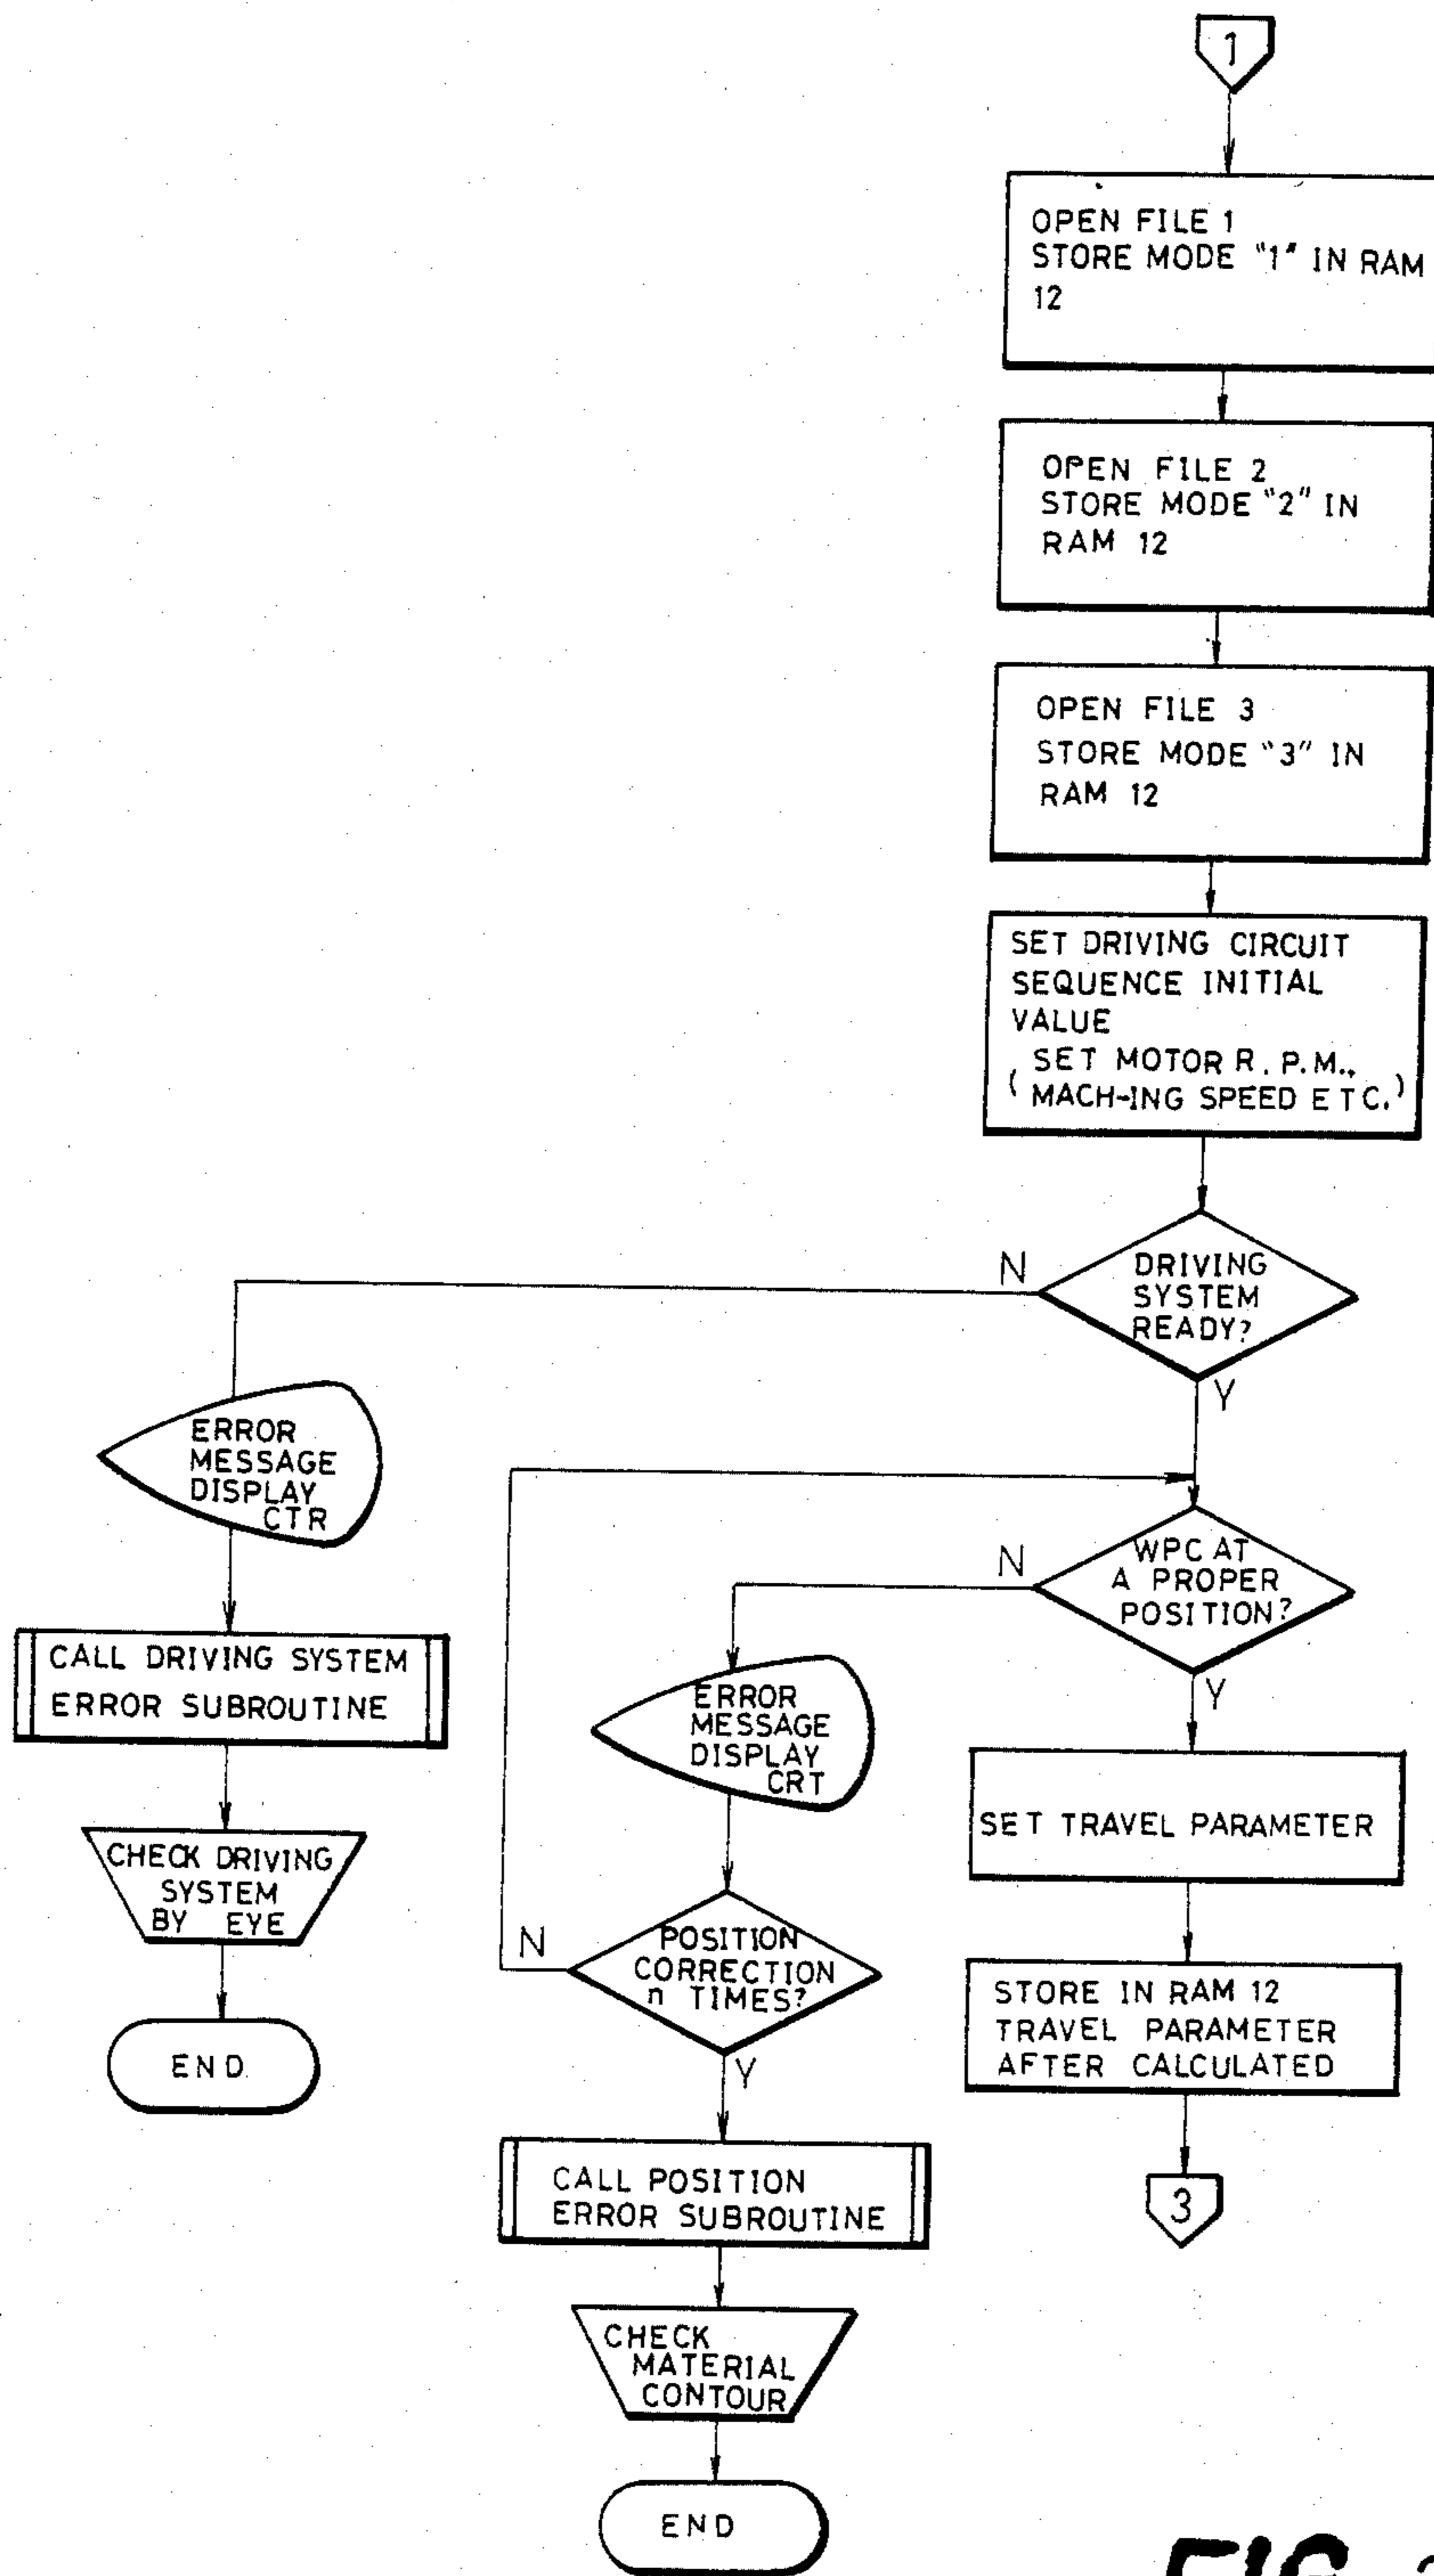 1
OPEN FILE 1
STORE MODE "1" IN RAM
12
OPEN FILE 2
STORE MODE "2" IN
RAM 12
OPEN FILE 3
STORE MODE "3" IN
RAM 12
SET DRIVING CIRCUIT
SEQUENCE INITIAL
VALUE
( SET MOTOR R.P.M.,
MACH-ING SPEED ETC.)
N
DRIVING
SYSTEM
READY?
Y
ERROR
MESSAGE
DISPLAY
CTR
CALL DRIVING SYSTEM
ERROR SUBROUTINE
CHECK DRIVING
SYSTEM
BY EYE
END
N
WPC AT
A PROPER
POSITION?
Y
ERROR
MESSAGE
DISPLAY
CRT
N
POSITION
CORRECTION
n TIMES?
Y
CALL POSITION
ERROR SUBROUTINE
CHECK
MATERIAL
CONTOUR
END
SET TRAVEL PARAMETER
STORE IN RAM 12
TRAVEL PARAMETER
AFTER CALCULATED
3
FIG.